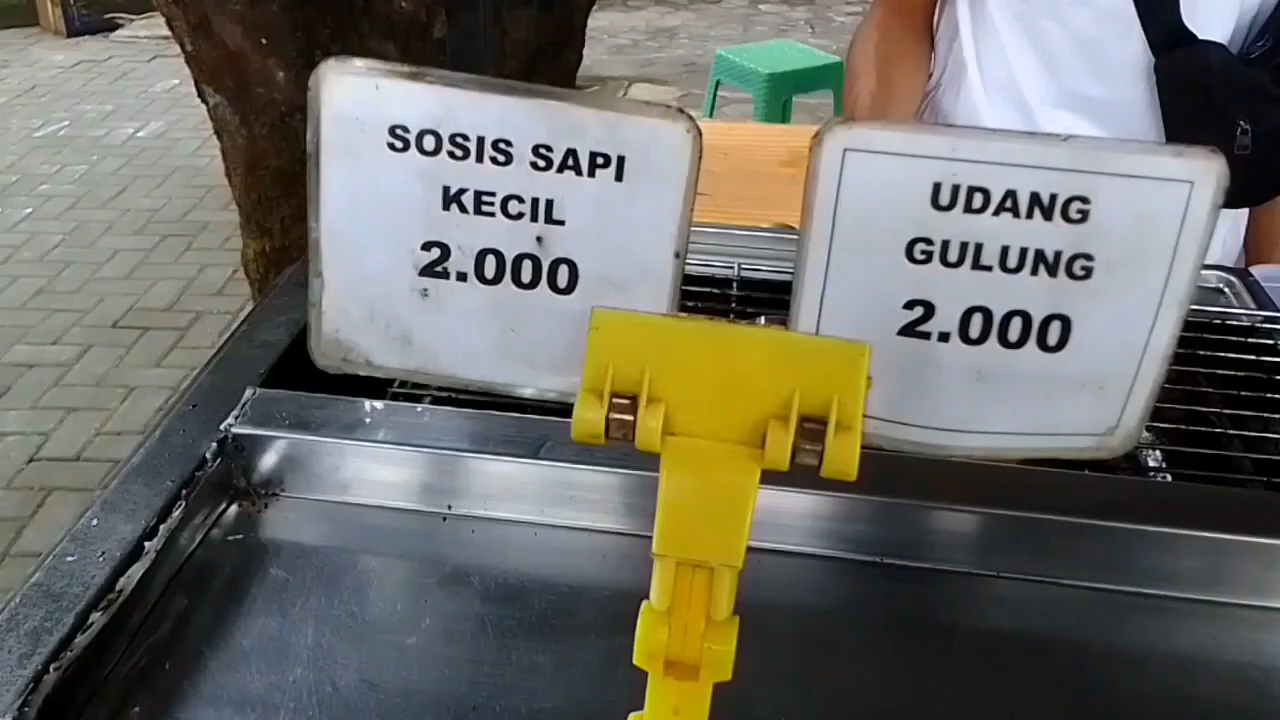 SOSIS SAPI
KECIL
2.000
UDANG
GULUNG
2.000